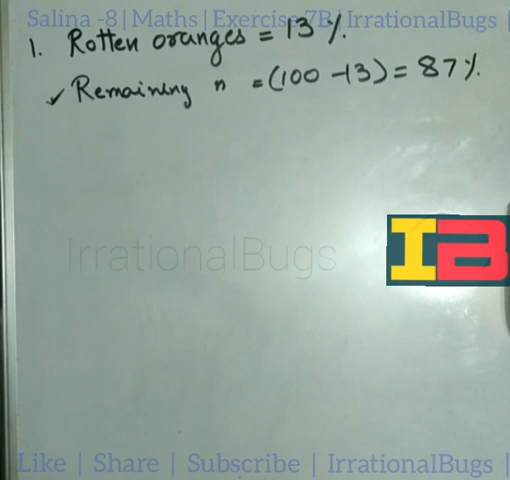 Salina -8 | Maths | Exercise 7B | IrrationalBugs |
1. Rotten oranges = 13%.
✓ Remaining " = (100 - 13) = 87%.
IrrationalBugs
IB
Like | Share | Subscribe | IrrationalBugs |